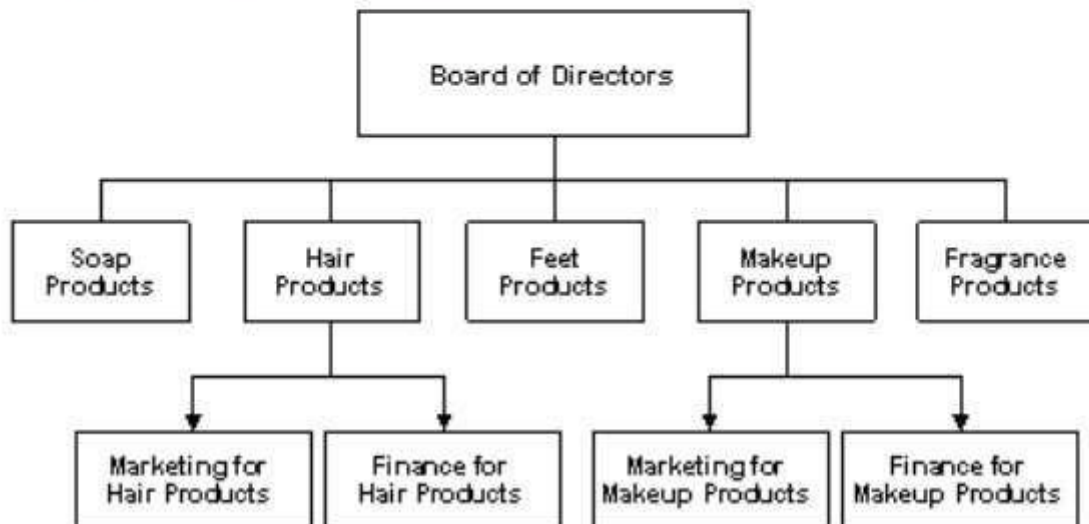 Board of Directors
Soap
Products
Hair
Products
Feet
Products
Makeup
Products
Fragrance
Products
Marketing for
Hair Products
Finance for
Hair Products
Marketing for
Makeup Products
Finance for
Makeup Products